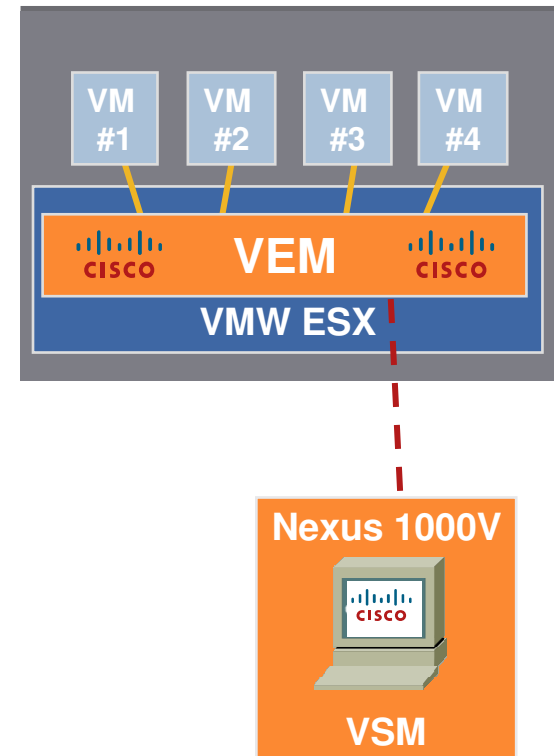 VM VM VM VM
#1 #2 #3 #4
CISCO VEM CISCO
VMW ESX
Nexus 1000V
CISCO
VSM